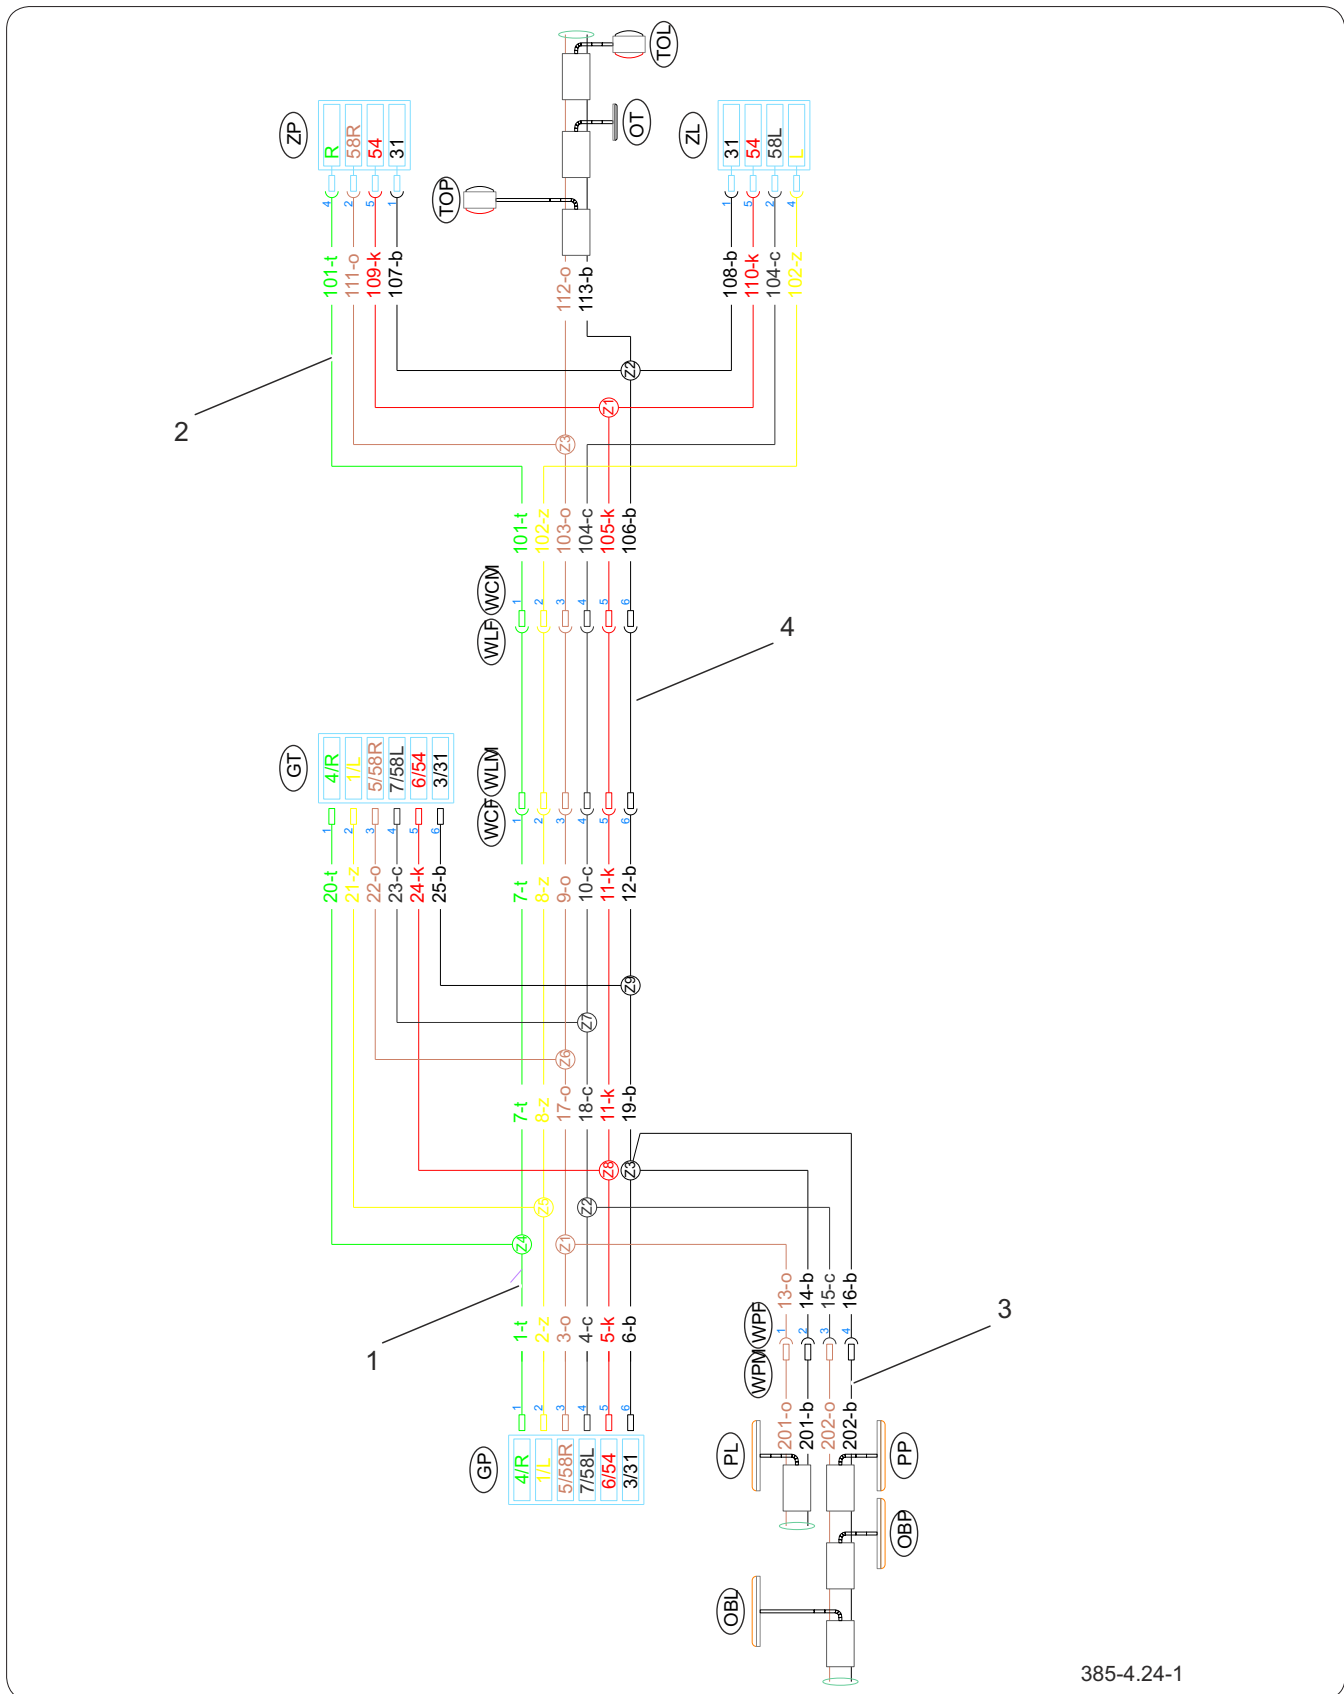 TOL
OT
TOP
ZP
R
58R
54
31
4
2
5
1
101-t
111-o
109-k
107-b
ZL
31
54
58L
L
1
5
2
4
108-b
110-k
104-c
102-z
112-o
113-b
Z2
Z1
Z3
2
101-t
102-z
103-o
104-c
105-k
106-b
WCM
WLF
1
2
3
4
5
6
4
GT
4/R
1/L
5/58R
7/58L
6/54
3/31
1
2
3
4
5
6
WLM
WCF
1
2
3
4
5
6
20-t
21-z
22-o
23-c
24-k
25-b
7-t
8-z
9-o
10-c
11-k
12-b
Z9
Z7
Z6
7-t
8-z
17-o
18-c
11-k
19-b
Z8
Z3
Z5
Z2
Z4
Z1
13-o
14-b
15-c
16-b
1
1-t
2-z
3-o
4-c
5-k
6-b
WPF
WPM
1
2
3
4
3
1
2
3
4
5
6
GP
4/R
1/L
5/58R
7/58L
6/54
3/31
201-o
201-b
202-o
202-b
PL
PP
OBP
OBL
385-4.24-1